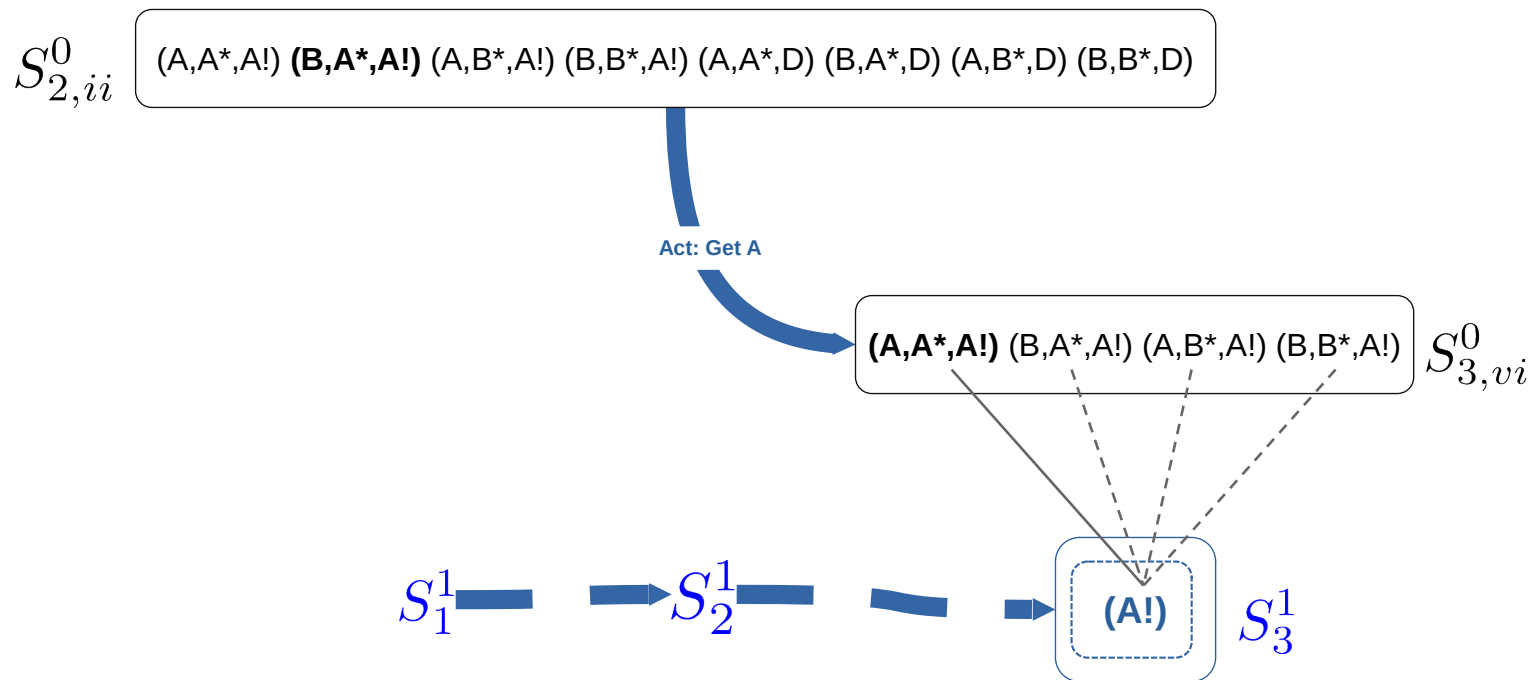 $S^0_{2,ii}$ (A,A*,A!) (B,A*,A!) (A,B*,A!) (B,B*,A!) (A,A*,D) (B,A*,D) (A,B*,D) (B,B*,D)
Act: Get A
(A,A*,A!) (B,A*,A!) (A,B*,A!) (B,B*,A!) $S^0_{3,vi}$
$S^1_1$ $S^1_2$ (A!) $S^1_3$